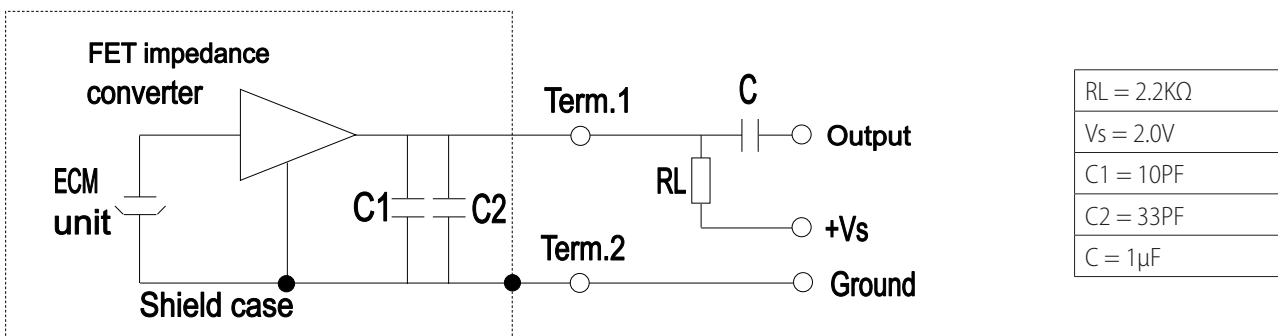 FET impedance
converter
ECM
unit
C1
C2
Shield case
Term.1
Term.2
C
RL
Output
+Vs
Ground
RL = 2.2KΩ
Vs = 2.0V
C1 = 10PF
C2 = 33PF
C = 1µF